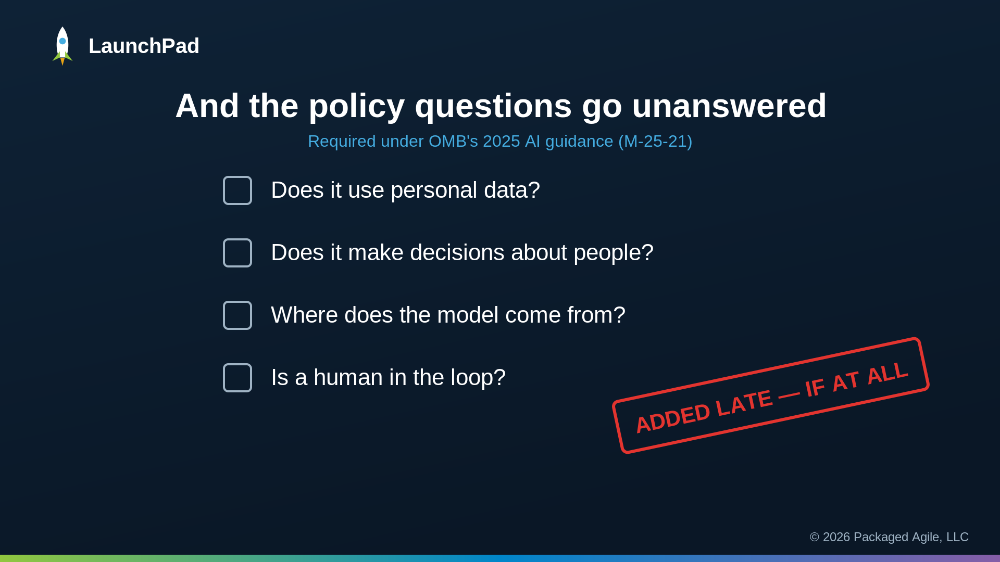 LaunchPad
And the policy questions go unanswered
Required under OMB's 2025 AI guidance (M-25-21)
Does it use personal data?
Does it make decisions about people?
Where does the model come from?
Is a human in the loop?
ADDED LATE — IF AT ALL
© 2026 Packaged Agile, LLC